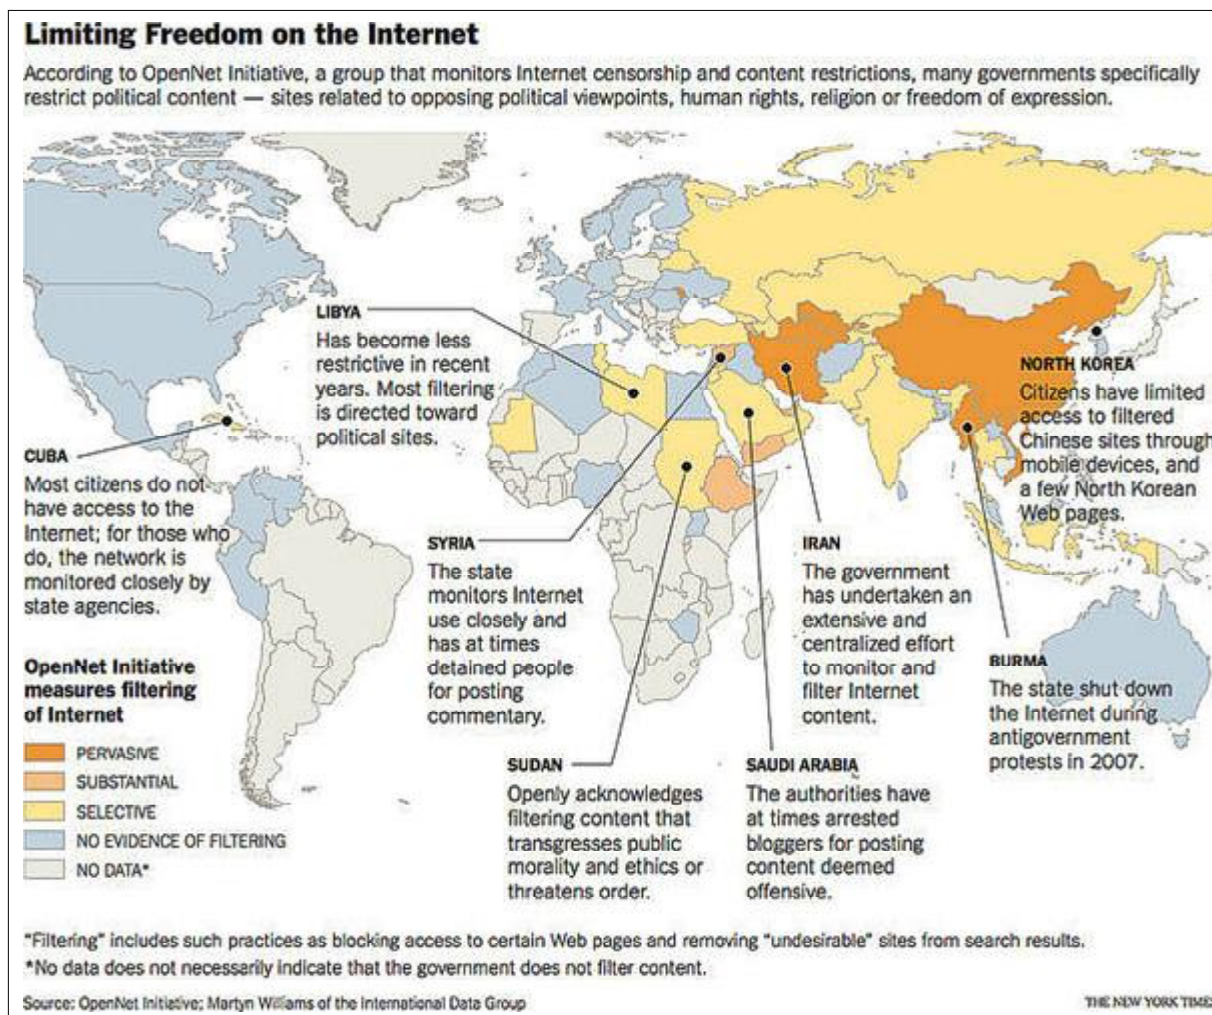 Limiting Freedom on the Internet
According to OpenNet Initiative, a group that monitors Internet censorship and content restrictions, many governments specifically
restrict political content — sites related to opposing political viewpoints, human rights, religion or freedom of expression.
LIBYA
Has become less
restrictive in recent
years. Most filtering
is directed toward
political sites.
NORTH KOREA
Citizens have limited
access to filtered
Chinese sites through
mobile devices, and
a few North Korean
Web pages.
CUBA
Most citizens do not
have access to the
Internet; for those who
do, the network is
monitored closely by
state agencies.
SYRIA
The state
monitors Internet
use closely and
has at times
detained people
for posting
commentary.
IRAN
The government
has undertaken an
extensive and
centralized effort
to monitor and
filter Internet
content.
BURMA
The state shut down
the Internet during
antigovernment
protests in 2007.
OpenNet Initiative
measures filtering
of Internet
PERVASIVE
SUBSTANTIAL
SELECTIVE
NO EVIDENCE OF FILTERING
NO DATA*
SUDAN
Openly acknowledges
filtering content that
transgresses public
morality and ethics or
threatens order.
SAUDI ARABIA
The authorities have
at times arrested
bloggers for posting
content deemed
offensive.
"Filtering" includes such practices as blocking access to certain Web pages and removing "undesirable" sites from search results.
*No data does not necessarily indicate that the government does not filter content.
Source: OpenNet Initiative; Martyn Williams of the International Data Group
THE NEW YORK TIMES